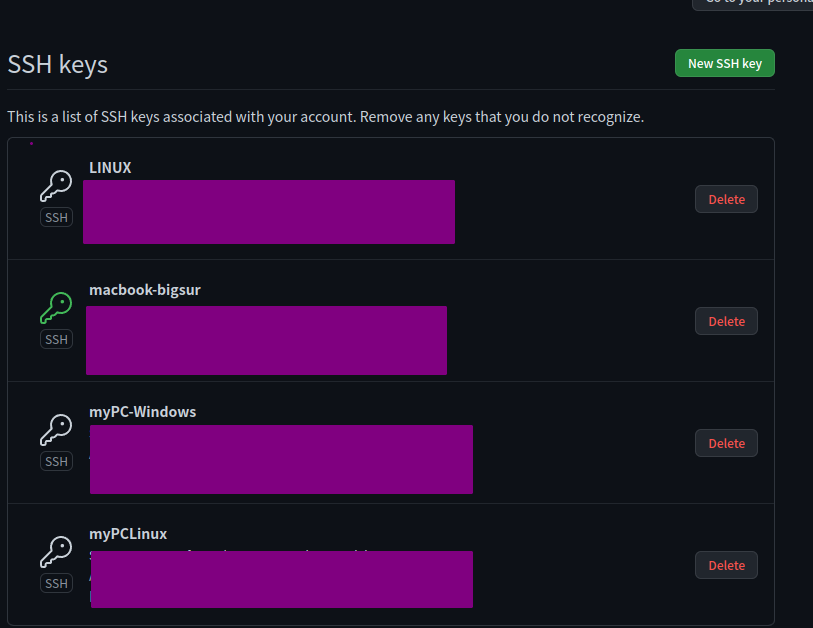 SSH keys
New SSH key
This is a list of SSH keys associated with your account. Remove any keys that you do not recognize.
LINUX
SSH
Delete
macbook-bigsur
SSH
Delete
myPC-Windows
SSH
Delete
myPCLinux
SSH
Delete